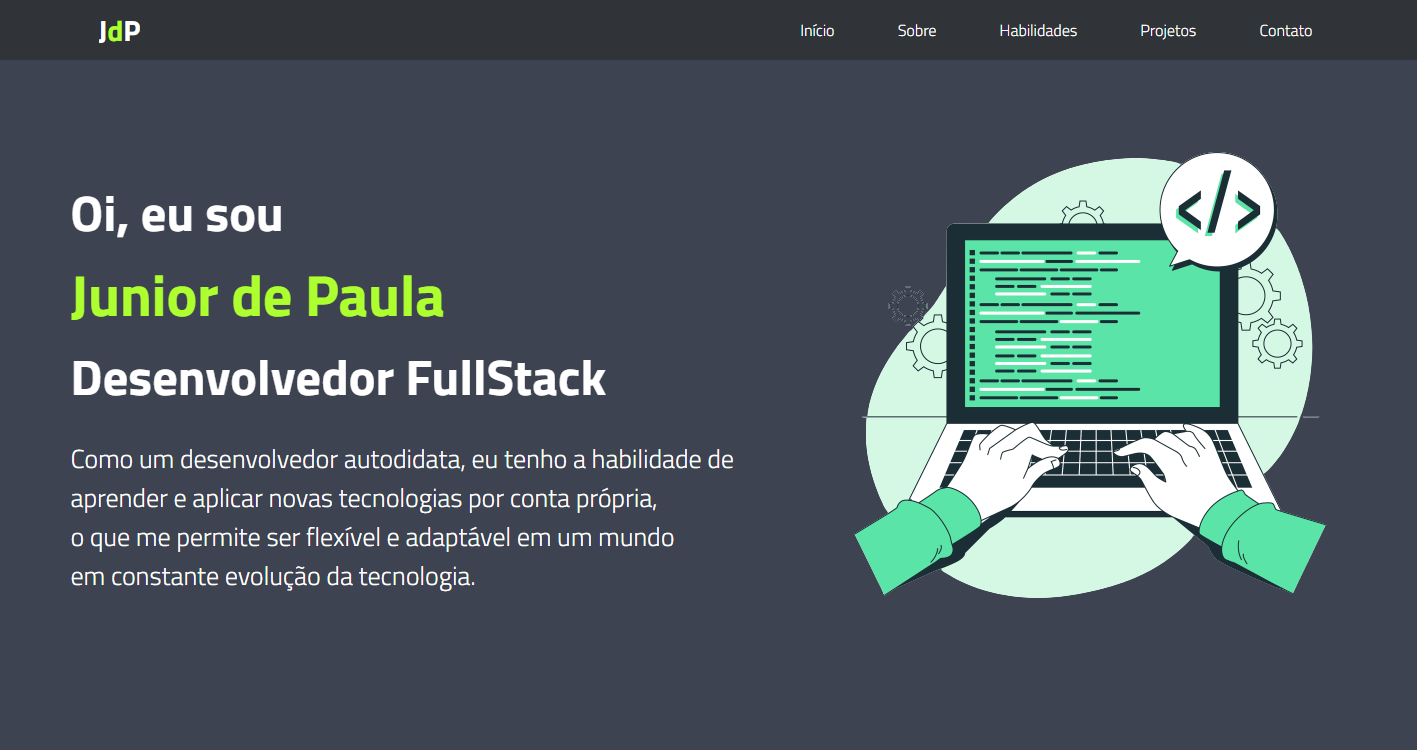 JdP
Início Sobre Habilidades Projetos Contato
Oi, eu sou
Junior de Paula
Desenvolvedor FullStack
Como um desenvolvedor autodidata, eu tenho a habilidade de
aprender e aplicar novas tecnologias por conta própria,
o que me permite ser flexível e adaptável em um mundo
em constante evolução da tecnologia.
</>